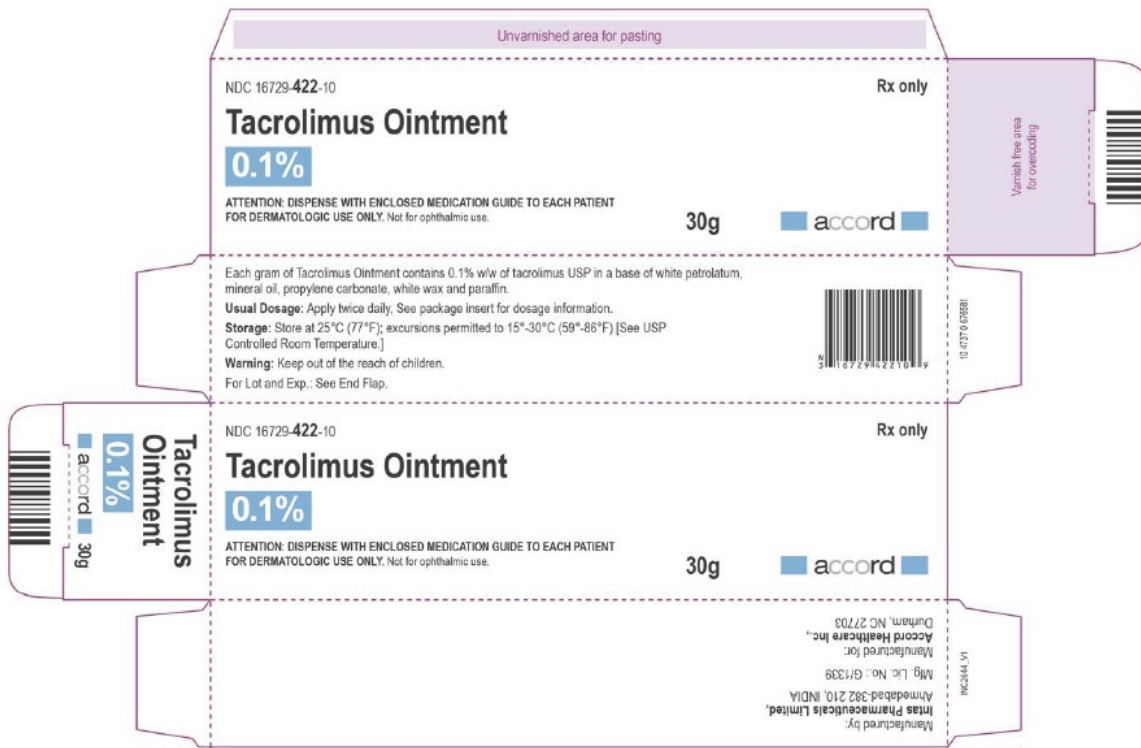 Unvarnished area for pasting
NDC 16729-422-10
Rx only
Tacrolimus Ointment
0.1%
ATTENTION: DISPENSE WITH ENCLOSED MEDICATION GUIDE TO EACH PATIENT
FOR DERMATOLOGIC USE ONLY. Not for ophthalmic use.
30g
accord
Varnish free area
for overcoding
Each gram of Tacrolimus Ointment contains 0.1% w/w of tacrolimus USP in a base of white petrolatum,
mineral oil, propylene carbonate, white wax and paraffin.
Usual Dosage: Apply twice daily, See package insert for dosage information.
Storage: Store at 25°C (77°F); excursions permitted to 15°-30°C (59°-86°F) [See USP
Controlled Room Temperature.]
Warning: Keep out of the reach of children.
For Lot and Exp.: See End Flap.
N
3 16729 42210 9
10 4737 0 676581
Tacrolimus
Ointment
0.1%
accord
30g
NDC 16729-422-10
Rx only
Tacrolimus Ointment
0.1%
ATTENTION: DISPENSE WITH ENCLOSED MEDICATION GUIDE TO EACH PATIENT
FOR DERMATOLOGIC USE ONLY. Not for ophthalmic use.
30g
accord
Manufactured by:
Intas Pharmaceuticals Limited,
Ahmedabad-382 210, INDIA
Mfg. Lic. No.: G/1339
Manufactured for:
Accord Healthcare Inc.,
Durham, NC 27703
INC2644_V1